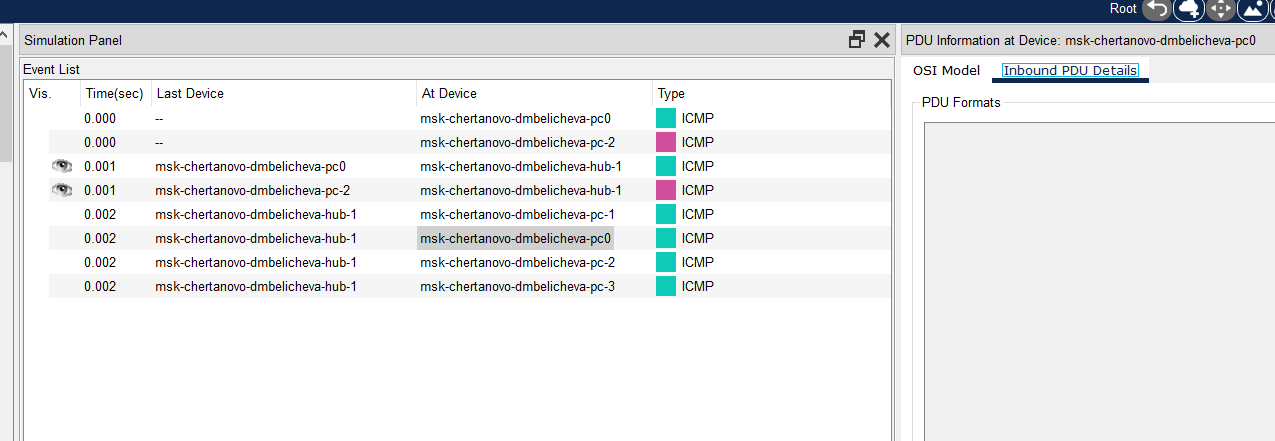 Root
Simulation Panel
PDU Information at Device: msk-chertanovo-dmbelicheva-pc0
Event List
OSI Model Inbound PDU Details
Vis. Time(sec) Last Device At Device Type
PDU Formats
0.000 -- msk-chertanovo-dmbelicheva-pc0 ICMP
0.000 -- msk-chertanovo-dmbelicheva-pc-2 ICMP
0.001 msk-chertanovo-dmbelicheva-pc0 msk-chertanovo-dmbelicheva-hub-1 ICMP
0.001 msk-chertanovo-dmbelicheva-pc-2 msk-chertanovo-dmbelicheva-hub-1 ICMP
0.002 msk-chertanovo-dmbelicheva-hub-1 msk-chertanovo-dmbelicheva-pc-1 ICMP
0.002 msk-chertanovo-dmbelicheva-hub-1 msk-chertanovo-dmbelicheva-pc0 ICMP
0.002 msk-chertanovo-dmbelicheva-hub-1 msk-chertanovo-dmbelicheva-pc-2 ICMP
0.002 msk-chertanovo-dmbelicheva-hub-1 msk-chertanovo-dmbelicheva-pc-3 ICMP